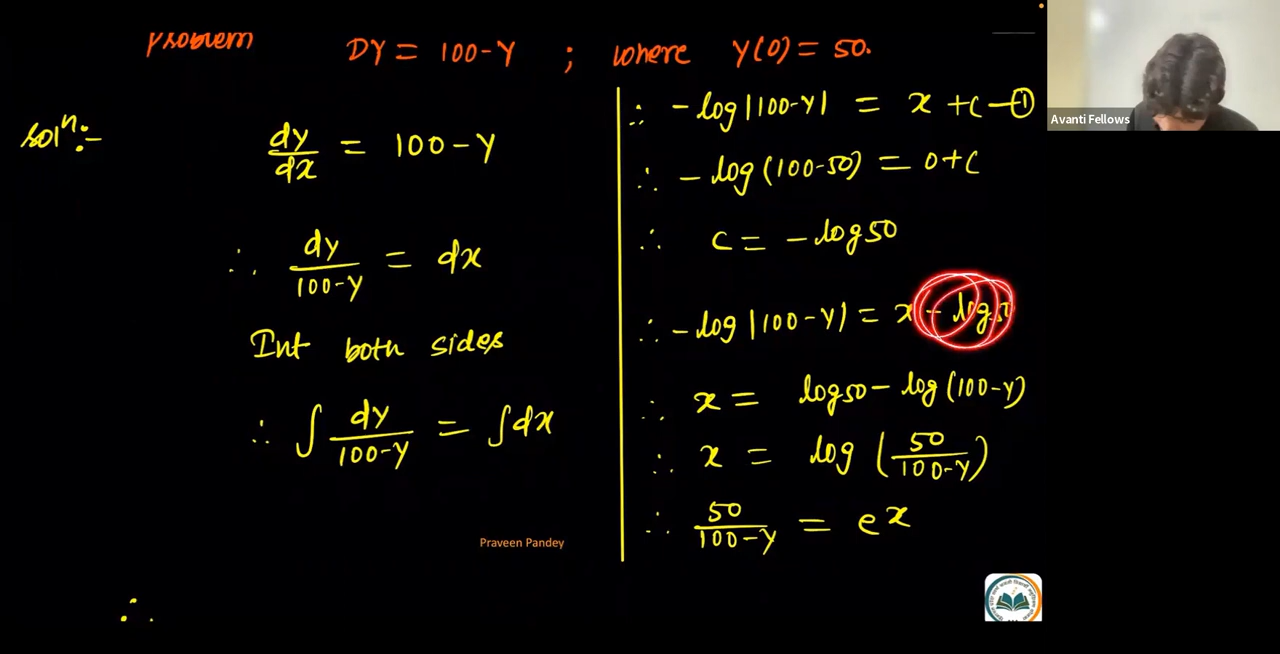 Problem DY = 100-Y ; where Y(0) = 50.
Solⁿ:-
dy/dx = 100-Y
∴ dy/100-Y = dx
Int both sides
∴ ∫ dy/100-Y = ∫dx
∴ -log|100-Y| = x + c -①
∴ -log(100-50) = 0+C
∴ C = -log50
∴ -log|100-Y| = x -log50
∴ x = log50 - log(100-Y)
∴ x = log (50/100-Y)
∴ 50/100-Y = e^x
∴
Praveen Pandey
Avanti Fellows